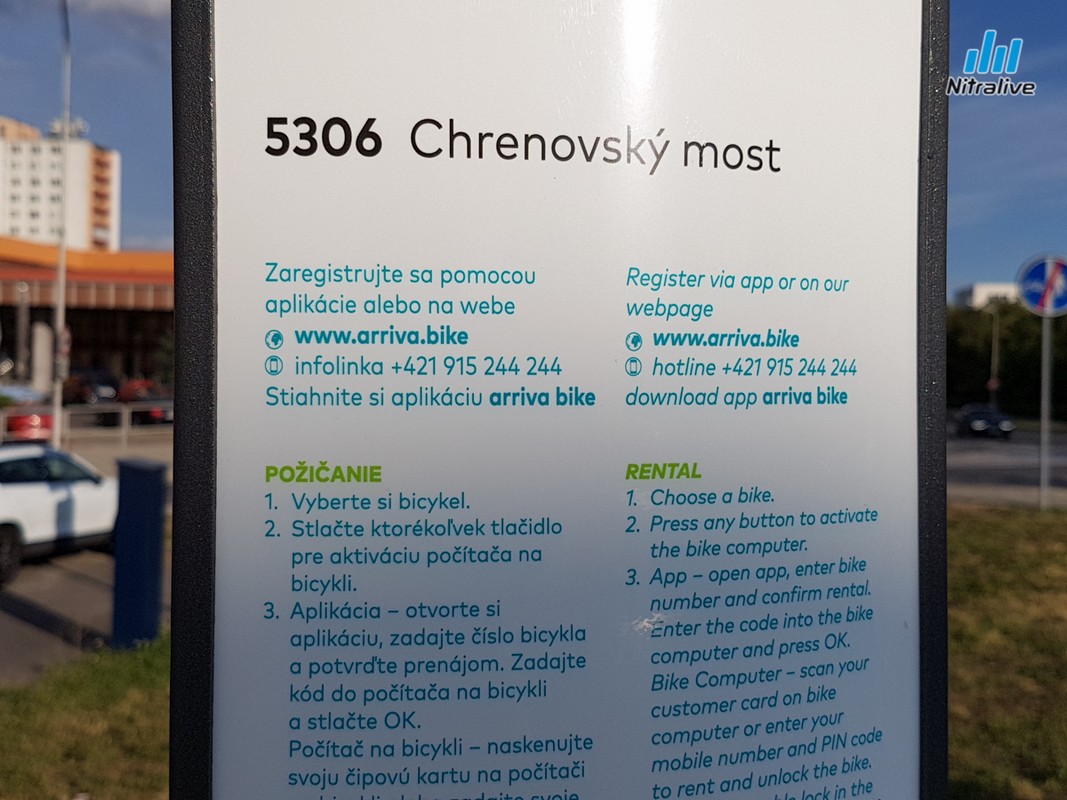 Nitralive
5306 Chrenovský most
Zaregistrujte sa pomocou
aplikácie alebo na webe
www.arriva.bike
infolinka +421 915 244 244
Stiahnite si aplikáciu arriva bike
POŽIČANIE
1. Vyberte si bicykel.
2. Stlačte ktorékoľvek tlačidlo
pre aktiváciu počítača na
bicykli.
3. Aplikácia – otvorte si
aplikáciu, zadajte číslo bicykla
a potvrďte prenájom. Zadajte
kód do počítača na bicykli
a stlačte OK.
Počítač na bicykli – naskenujte
svoju čipovú kartu na počítači
Register via app or on our
webpage
www.arriva.bike
hotline +421 915 244 244
download app arriva bike
RENTAL
1. Choose a bike.
2. Press any button to activate
the bike computer.
3. App – open app, enter bike
number and confirm rental.
Enter the code into the bike
computer and press OK.
Bike Computer – scan your
customer card on bike
computer or enter your
mobile number and PIN code
to rent and unlock the bike.
lock in the